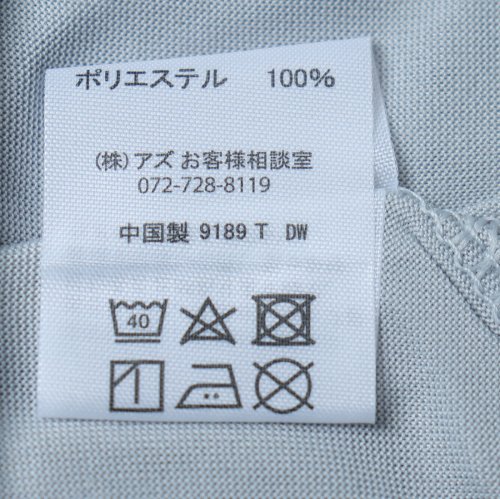 ポリエステル 100%
(株)アズ お客様相談室
072-728-8119
中国製 9189 T DW
40